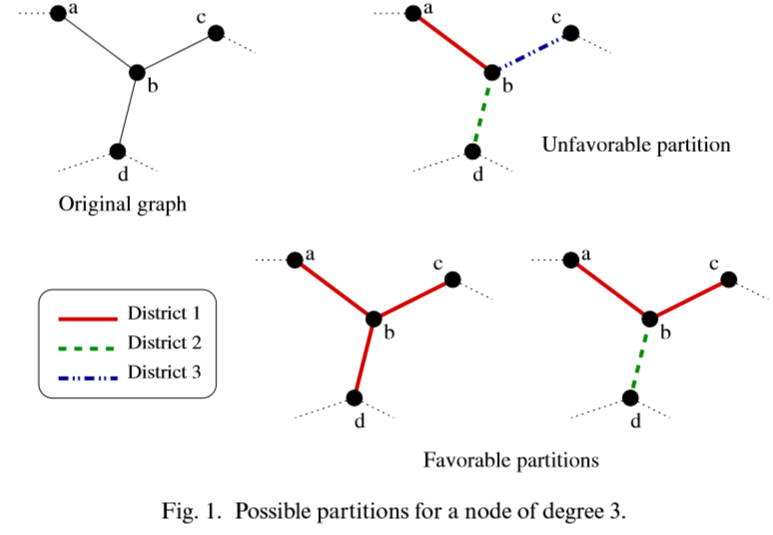 a
c
b
d
Original graph
a
c
b
d
Unfavorable partition
District 1
District 2
District 3
a
c
b
d
a
c
b
d
Favorable partitions
Fig. 1. Possible partitions for a node of degree 3.